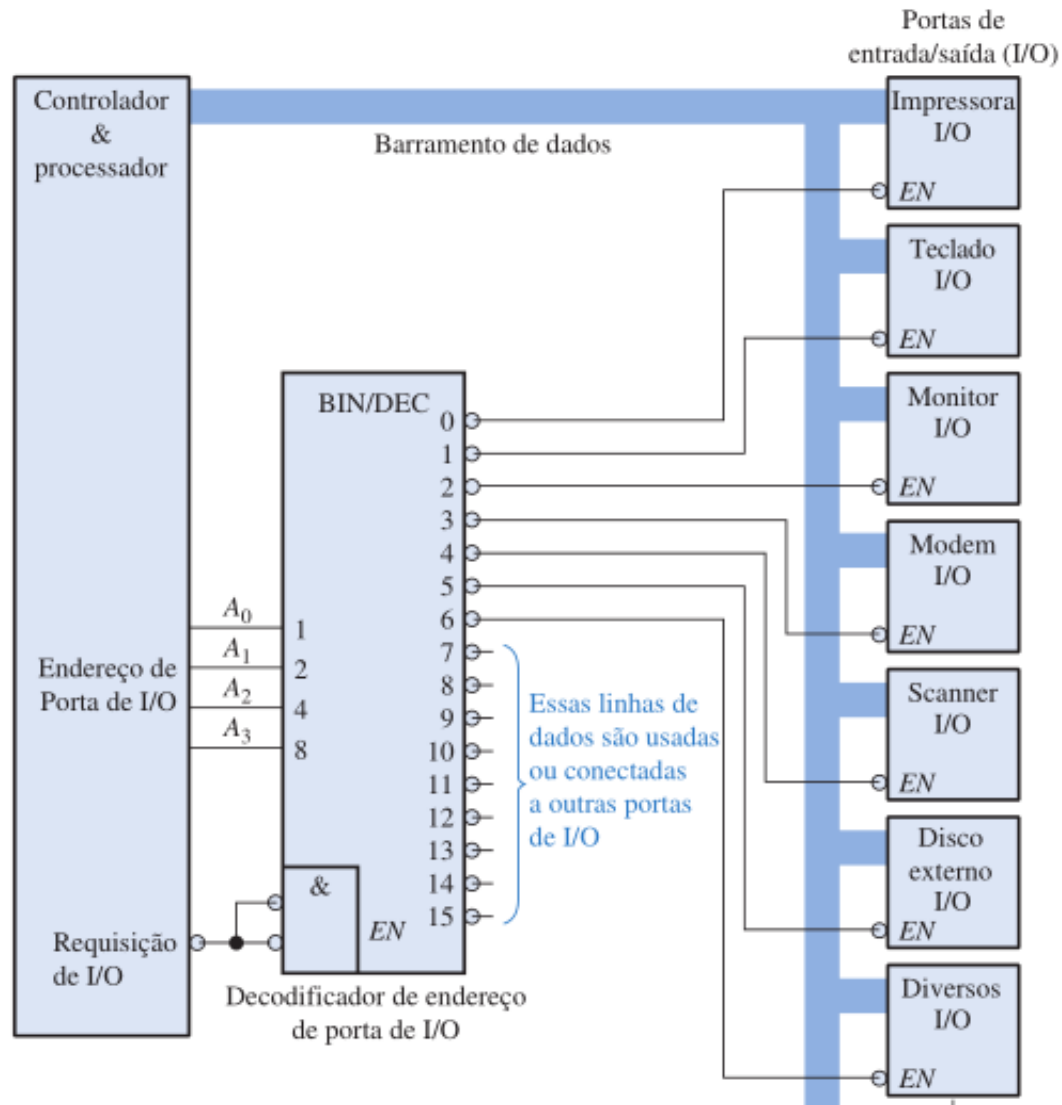 Portas de
entrada/saída (I/O)
Controlador
&
processador
Barramento de dados
Impressora
I/O
EN
Teclado
I/O
EN
Monitor
I/O
EN
Modem
I/O
EN
Scanner
I/O
EN
Disco
externo
I/O
EN
Diversos
I/O
EN
BIN/DEC
0
1
2
3
4
5
6
7
8
9
10
11
12
13
14
15
A0
A1
A2
A3
1
2
4
8
Endereço de
Porta de I/O
Essas linhas de
dados são usadas
ou conectadas
a outras portas
de I/O
&
EN
Requisição
de I/O
Decodificador de endereço
de porta de I/O